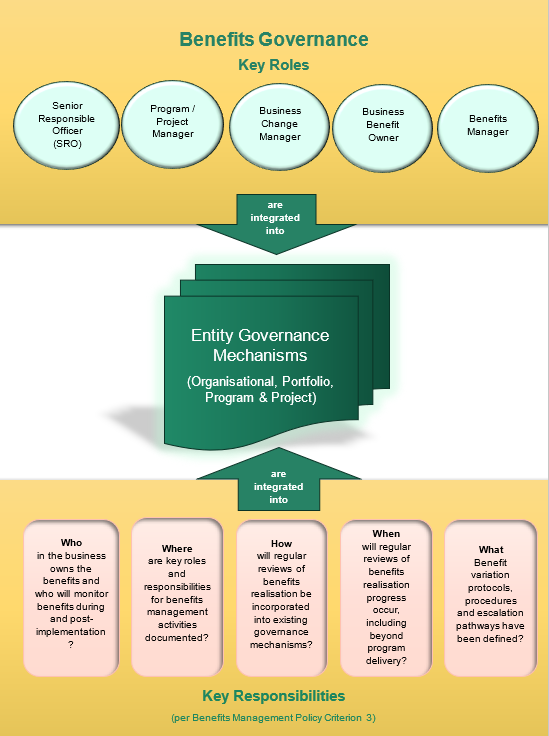 Benefits Governance
Key Roles
Senior
Responsible
Officer
(SRO)
Program /
Project
Manager
Business
Change
Manager
Business
Benefit
Owner
Benefits
Manager
are
integrated
into
Entity Governance
Mechanisms
(Organisational, Portfolio,
Program & Project)
are
integrated
into
Who
in the business
owns the
benefits and
who will monitor
benefits during
and post-
implementation
?
Where
are key roles
and
responsibilities
for benefits
management
activities
documented?
How
will regular
reviews of
benefits
realisation be
incorporated
into existing
governance
mechanisms?
When
will regular
reviews of
benefits
realisation
progress
occur,
including
beyond
program
delivery?
What
Benefit
variation
protocols,
procedures
and escalation
pathways have
been defined?
Key Responsibilities
(per Benefits Management Policy Criterion 3)